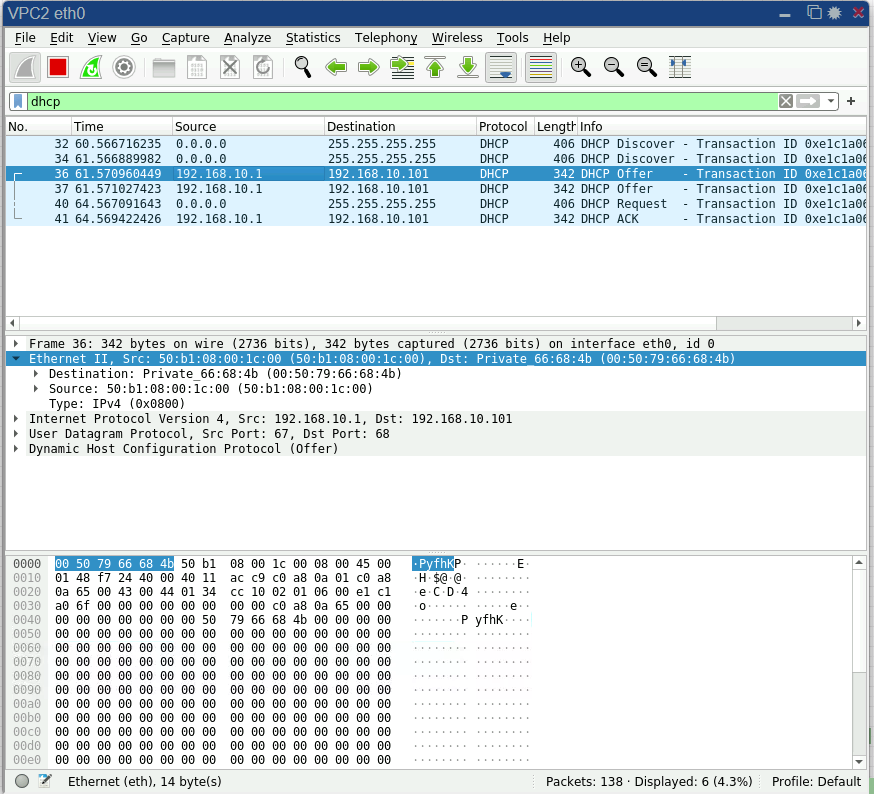 VPC2 eth0
File Edit View Go Capture Analyze Statistics Telephony Wireless Tools Help
dhcp
No. Time Source Destination Protocol Length Info
32 60.566716235 0.0.0.0 255.255.255.255 DHCP 406 DHCP Discover - Transaction ID 0xe1c1a06
34 61.566889982 0.0.0.0 255.255.255.255 DHCP 406 DHCP Discover - Transaction ID 0xe1c1a06
36 61.570960449 192.168.10.1 192.168.10.101 DHCP 342 DHCP Offer - Transaction ID 0xe1c1a06
37 61.571027423 192.168.10.1 192.168.10.101 DHCP 342 DHCP Offer - Transaction ID 0xe1c1a06
40 64.567091643 0.0.0.0 255.255.255.255 DHCP 406 DHCP Request - Transaction ID 0xe1c1a06
41 64.569422426 192.168.10.1 192.168.10.101 DHCP 342 DHCP ACK - Transaction ID 0xe1c1a06
Frame 36: 342 bytes on wire (2736 bits), 342 bytes captured (2736 bits) on interface eth0, id 0
Ethernet II, Src: 50:b1:08:00:1c:00 (50:b1:08:00:1c:00), Dst: Private_66:68:4b (00:50:79:66:68:4b)
Destination: Private_66:68:4b (00:50:79:66:68:4b)
Source: 50:b1:08:00:1c:00 (50:b1:08:00:1c:00)
Type: IPv4 (0x0800)
Internet Protocol Version 4, Src: 192.168.10.1, Dst: 192.168.10.101
User Datagram Protocol, Src Port: 67, Dst Port: 68
Dynamic Host Configuration Protocol (Offer)
0000 00 50 79 66 68 4b 50 b1 08 00 1c 00 08 00 45 00 ·PyfhKP· ······E·
0010 01 48 f7 24 40 00 40 11 ac c9 c0 a8 0a 01 c0 a8 ·H·$@·@· ········
0020 0a 65 00 43 00 44 01 34 cc 10 02 01 06 00 e1 c1 ·e·C·D·4 ········
0030 a0 6f 00 00 00 00 00 00 00 00 c0 a8 0a 65 00 00 ·o······ ·····e··
0040 00 00 00 00 00 00 00 50 79 66 68 4b 00 00 00 00 ·······P yfhK····
0050 00 00 00 00 00 00 00 00 00 00 00 00 00 00 00 00 ········ ········
0060 00 00 00 00 00 00 00 00 00 00 00 00 00 00 00 00 ········ ········
0070 00 00 00 00 00 00 00 00 00 00 00 00 00 00 00 00 ········ ········
0080 00 00 00 00 00 00 00 00 00 00 00 00 00 00 00 00 ········ ········
0090 00 00 00 00 00 00 00 00 00 00 00 00 00 00 00 00 ········ ········
00a0 00 00 00 00 00 00 00 00 00 00 00 00 00 00 00 00 ········ ········
00b0 00 00 00 00 00 00 00 00 00 00 00 00 00 00 00 00 ········ ········
00c0 00 00 00 00 00 00 00 00 00 00 00 00 00 00 00 00 ········ ········
00d0 00 00 00 00 00 00 00 00 00 00 00 00 00 00 00 00 ········ ········
00e0 00 00 00 00 00 00 00 00 00 00 00 00 00 00 00 00 ········ ········
Ethernet (eth), 14 byte(s) Packets: 138 · Displayed: 6 (4.3%) Profile: Default